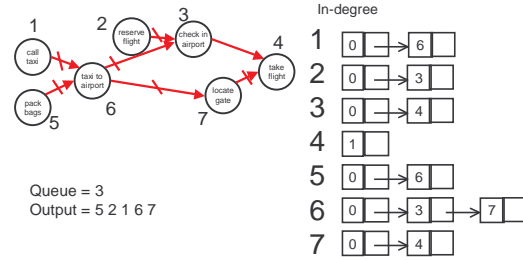 In-degree
1
call
taxi
2
reserve
flight
3
check in
airport
4
take
flight
pack
bags
5
taxi to
airport
6
locate
gate
7
Queue = 3
Output = 5 2 1 6 7
1 0 6
2 0 3
3 0 4
4 1
5 0 6
6 0 3 7
7 0 4